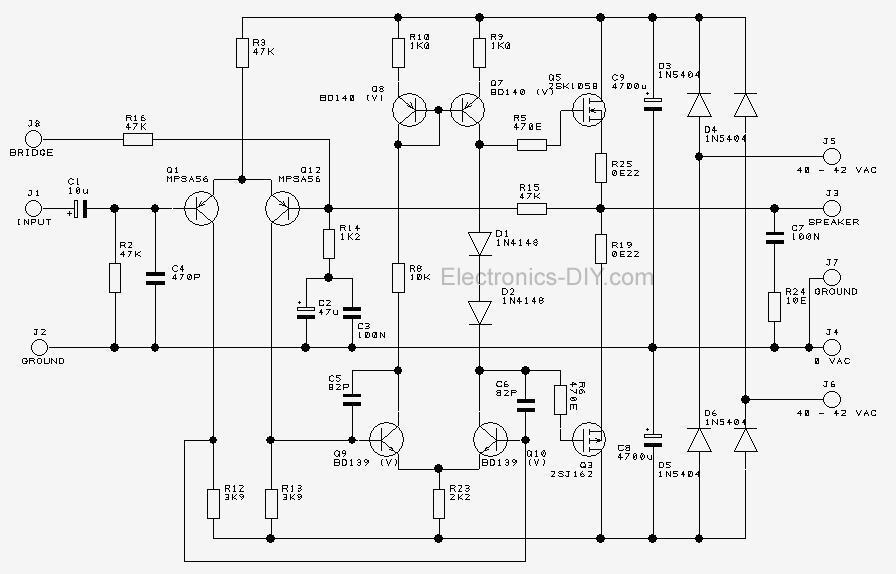 R3
47K
R10
1K0
R9
1K0
Q8
BD140 (V)
Q7
BD140 (V)
Q5
2SK1058
C9
4700u
D3
1N5404
D4
1N5404
J8
BRIDGE
R16
47K
R5
470E
J5
40 - 42 VAC
Q1
MPSA56
Q12
MPSA56
R25
0E22
C1
10u
+
J1
INPUT
R15
47K
J3
SPEAKER
R2
47K
C4
470P
R14
1K2
D1
1N4148
R19
0E22
C7
100N
R8
10K
Electronics-DIY.com
J7
GROUND
D2
1N4148
R24
10E
+
C2
47u
C3
100N
J2
GROUND
J4
0 VAC
C5
82P
C6
82P
R6
470E
J6
40 - 42 VAC
D6
1N5404
Q9
BD139 (V)
Q10
BD139 (V)
Q3
2SJ162
+
C8
4700u
D5
1N5404
R12
3K9
R13
3K9
R23
2K2